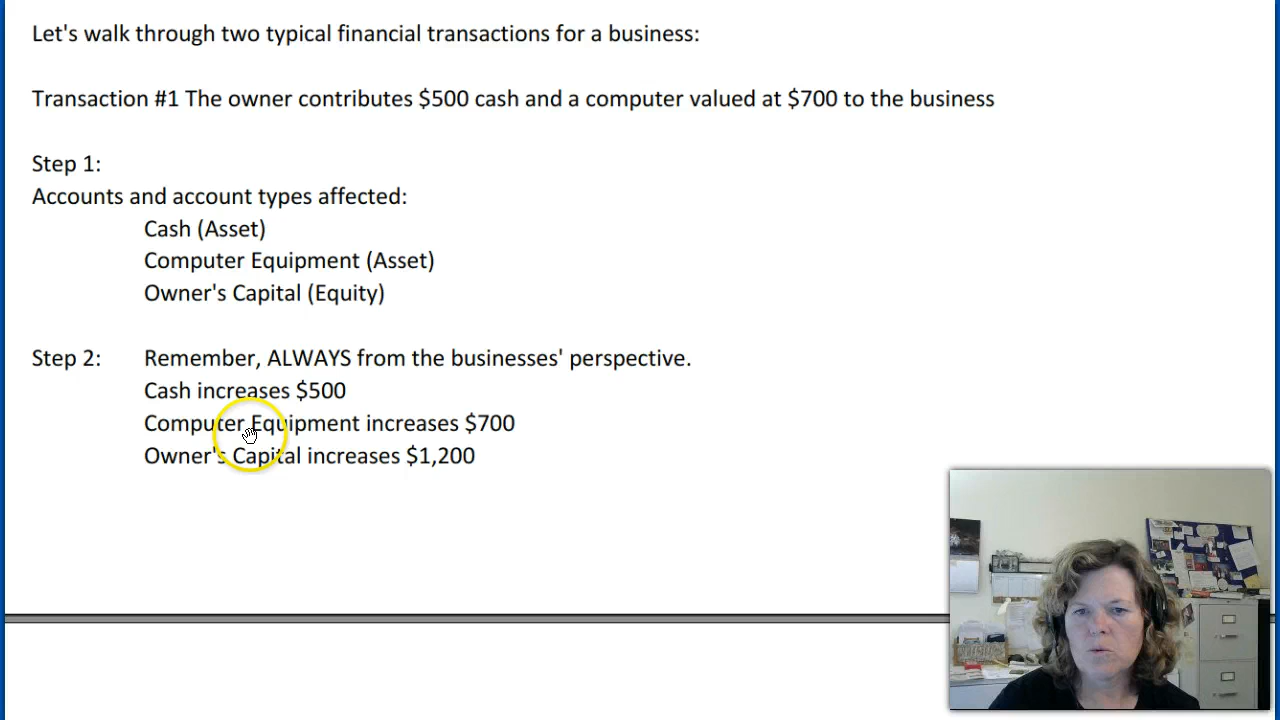 Let's walk through two typical financial transactions for a business:
Transaction #1 The owner contributes $500 cash and a computer valued at $700 to the business
Step 1:
Accounts and account types affected:
Cash (Asset)
Computer Equipment (Asset)
Owner's Capital (Equity)
Step 2: Remember, ALWAYS from the businesses' perspective.
Cash increases $500
Computer Equipment increases $700
Owner's Capital increases $1,200